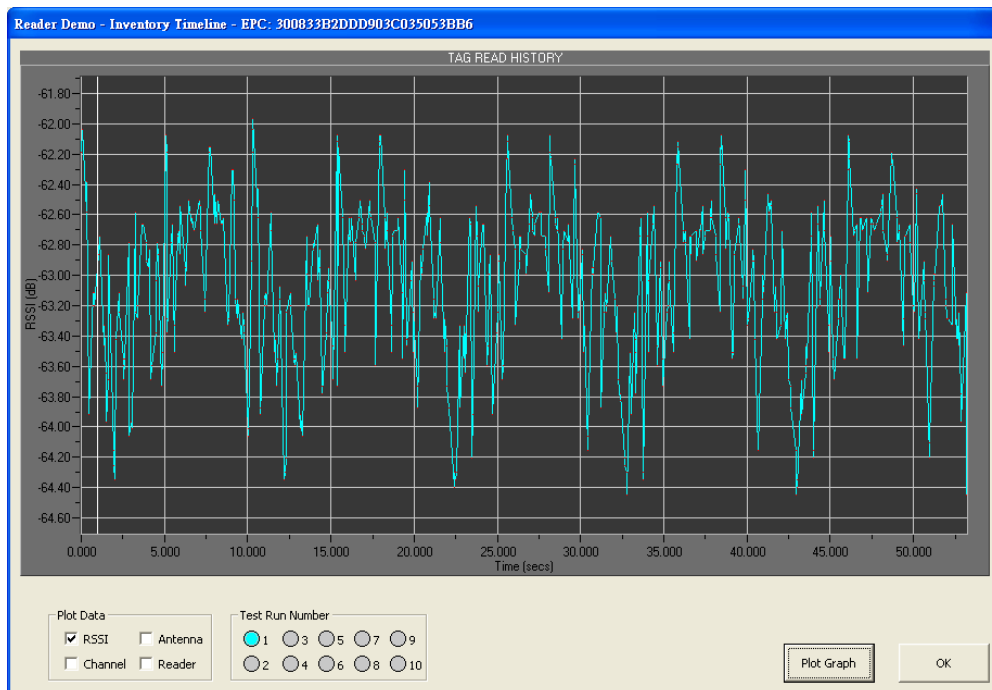 Reader Demo - Inventory Timeline - EPC: 300833B2DDD903C035053BB6
TAG READ HISTORY
-61.80
-62.00
-62.20
-62.40
-62.60
-62.80
-63.00
-63.20
-63.40
-63.60
-63.80
-64.00
-64.20
-64.40
-64.60
RSSI (dB)
0.000 5.000 10.000 15.000 20.000 25.000 30.000 35.000 40.000 45.000 50.000
Time (secs)
Plot Data
RSSI Antenna
Channel Reader
Test Run Number
1 3 5 7 9
2 4 6 8 10
Plot Graph
OK